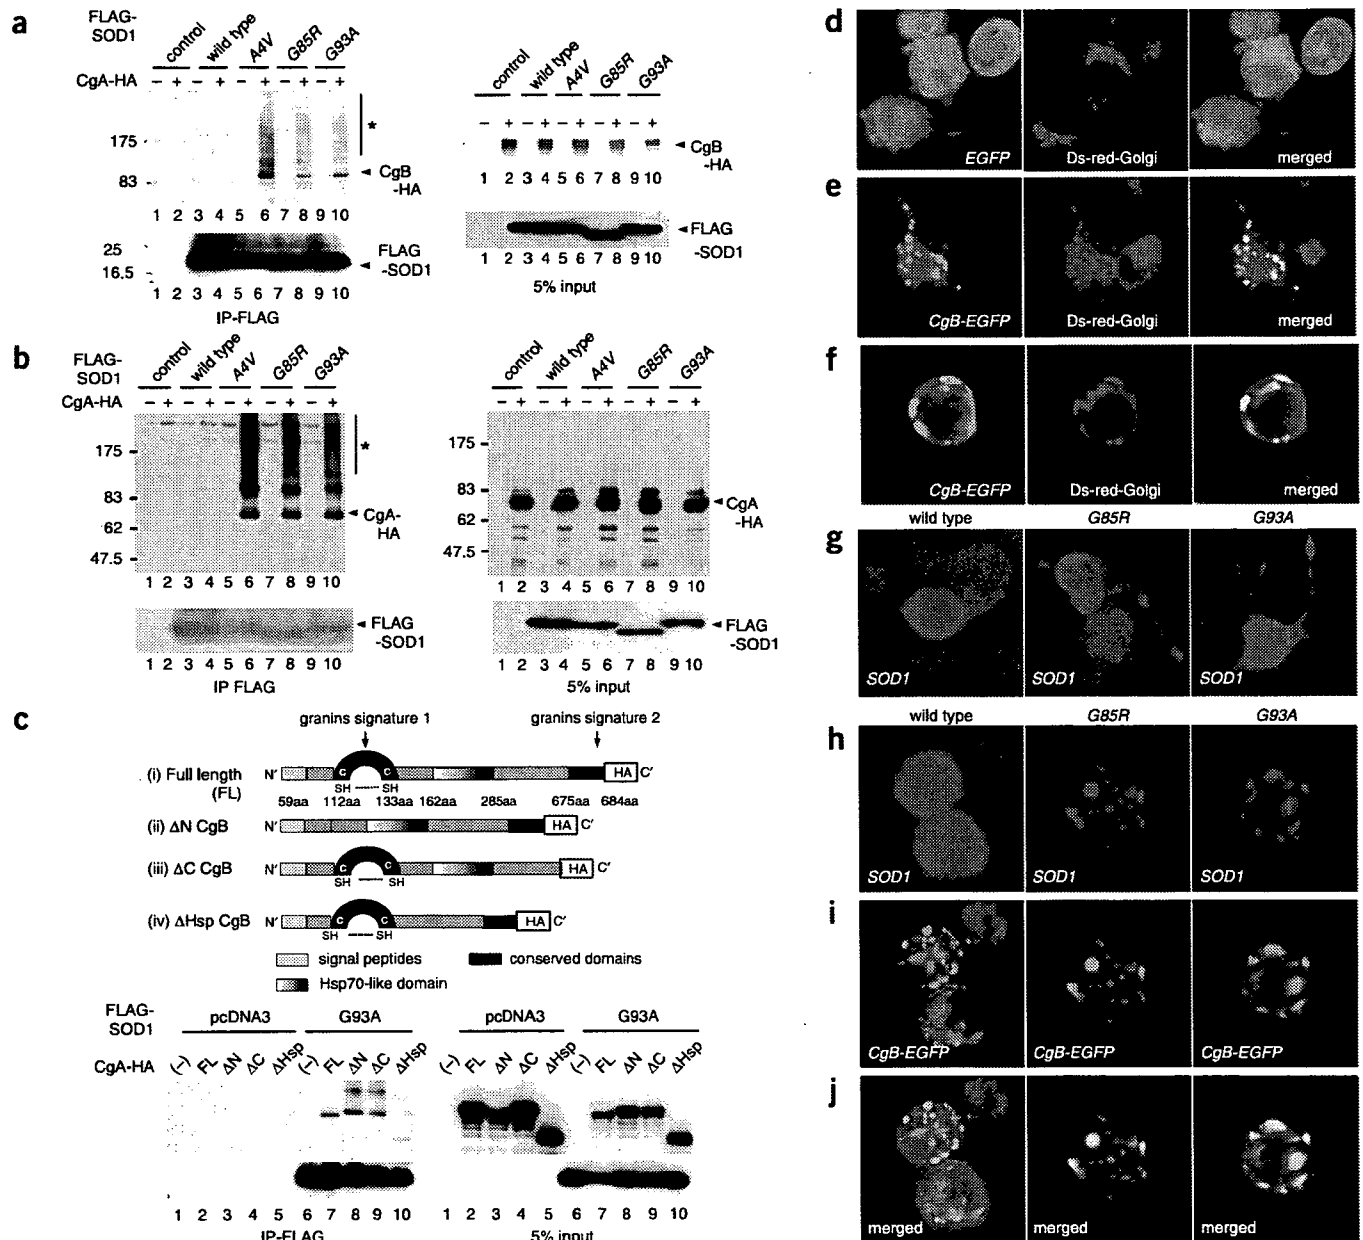 a
FLAG-
SOD1
control wild type A4V G85R G93A
CgA-HA − + − + − + − + − +
175
83
*
CgB
-HA
1 2 3 4 5 6 7 8 9 10
25
16.5
FLAG
-SOD1
1 2 3 4 5 6 7 8 9 10
IP-FLAG
control wild type A4V G85R G93A
− + − + − + − + − +
CgB
-HA
1 2 3 4 5 6 7 8 9 10
FLAG
-SOD1
1 2 3 4 5 6 7 8 9 10
5% input
b
FLAG-
SOD1
control wild type A4V G85R G93A
CgA-HA − + − + − + − + − +
175
83
62
47.5
*
CgA-
HA
1 2 3 4 5 6 7 8 9 10
FLAG
-SOD1
1 2 3 4 5 6 7 8 9 10
IP FLAG
control wild type A4V G85R G93A
− + − + − + − + − +
175
83
62
47.5
CgA
-HA
1 2 3 4 5 6 7 8 9 10
FLAG
-SOD1
1 2 3 4 5 6 7 8 9 10
5% input
c
granins signature 1 granins signature 2
(i) Full length
(FL)
N′ C C HA C′
SH SH
59aa 112aa 133aa 162aa 285aa 675aa 684aa
(ii) ΔN CgB N′ HA C′
(iii) ΔC CgB N′ C C HA C′
SH SH
(iv) ΔHsp CgB N′ C C HA C′
SH SH
signal peptides conserved domains
Hsp70-like domain
FLAG-
SOD1
pcDNA3 G93A pcDNA3 G93A
CgA-HA (−) FL ΔN ΔC ΔHsp (−) FL ΔN ΔC ΔHsp (−) FL ΔN ΔC ΔHsp (−) FL ΔN ΔC ΔHsp
1 2 3 4 5 6 7 8 9 10 1 2 3 4 5 6 7 8 9 10
IP-FLAG 5% input
d
EGFP Ds-red-Golgi merged
e
CgB-EGFP Ds-red-Golgi merged
f
CgB-EGFP Ds-red-Golgi merged
wild type G85R G93A
g
SOD1 SOD1 SOD1
wild type G85R G93A
h
SOD1 SOD1 SOD1
i
CgB-EGFP CgB-EGFP CgB-EGFP
j
merged merged merged